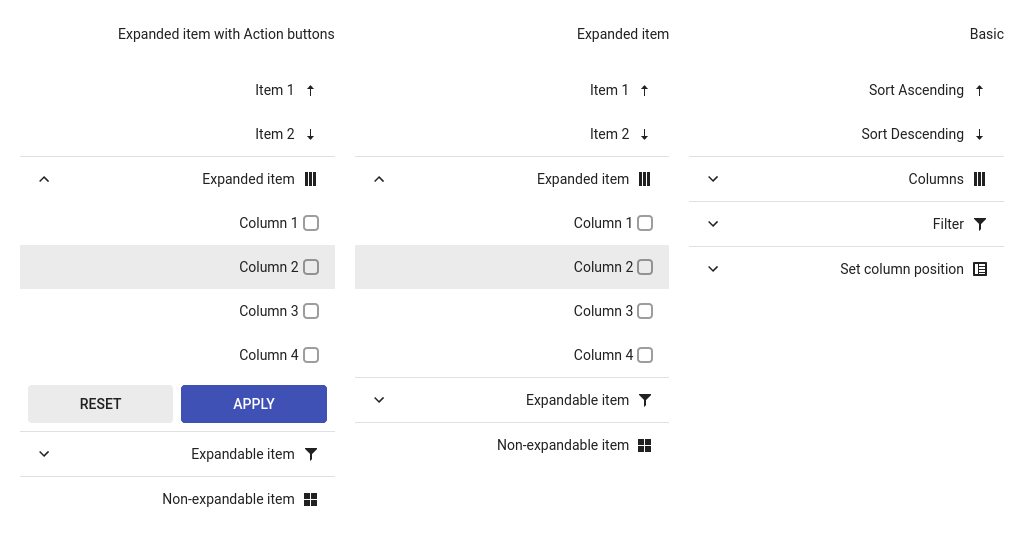 Basic
Sort Ascending
Sort Descending
Columns
Filter
Set column position
Expanded item
Item 1
Item 2
Expanded item
Column 1
Column 2
Column 3
Column 4
Expandable item
Non-expandable item
Expanded item with Action buttons
Item 1
Item 2
Expanded item
Column 1
Column 2
Column 3
Column 4
RESET
APPLY
Expandable item
Non-expandable item